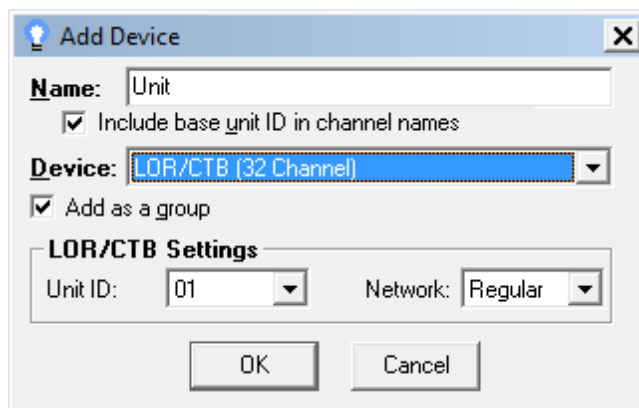 Add Device
Name: Unit
Include base unit ID in channel names
Device: LOR/CTB (32 Channel)
Add as a group
LOR/CTB Settings
Unit ID: 01 Network: Regular
OK Cancel